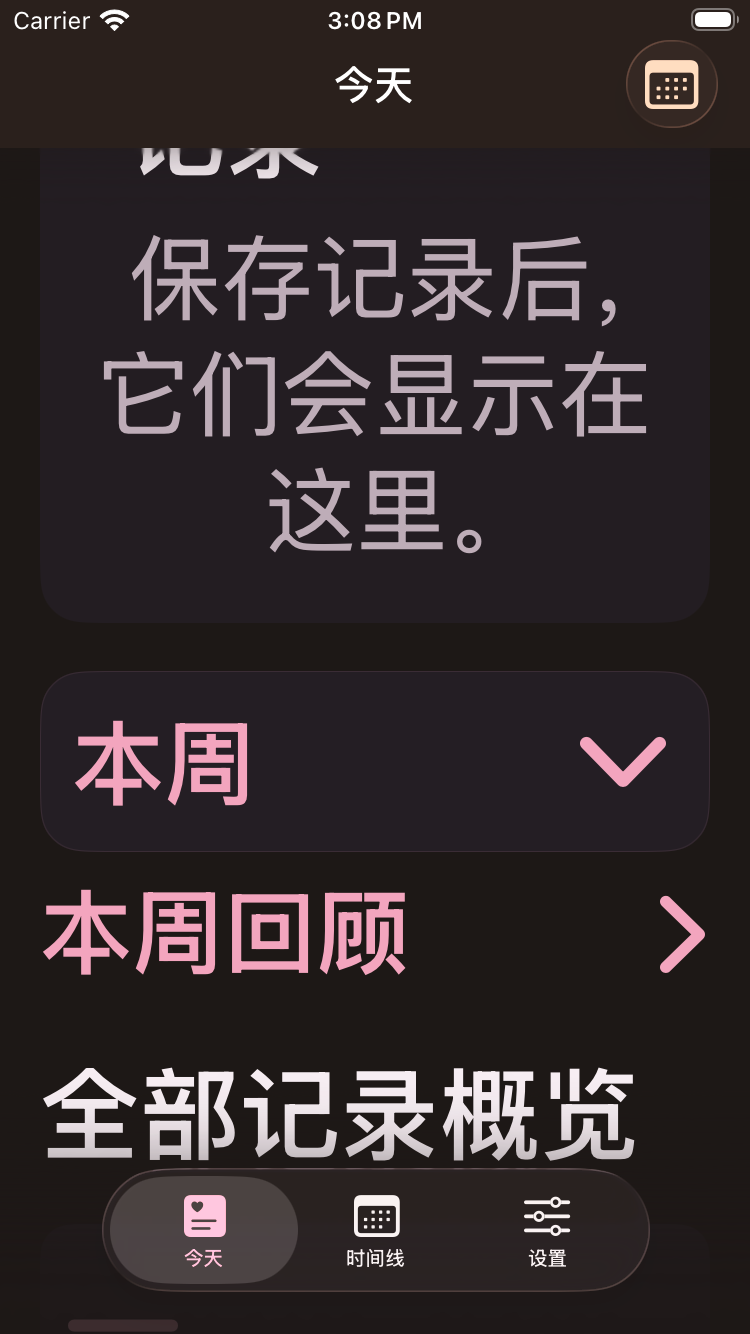 Carrier
3:08 PM
今天
记录
保存记录后，
它们会显示在
这里。
本周
本周回顾
全部记录概览
今天
时间线
设置